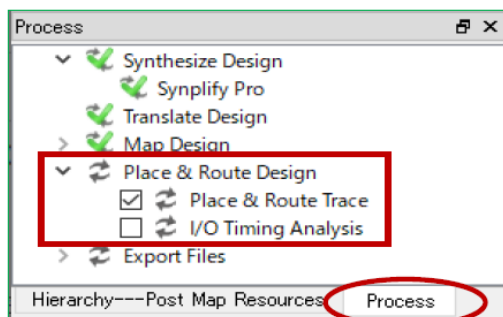 Process
Synthesize Design
Synplify Pro
Translate Design
Map Design
Place & Route Design
Place & Route Trace
I/O Timing Analysis
Export Files
Hierarchy---Post Map Resources Process